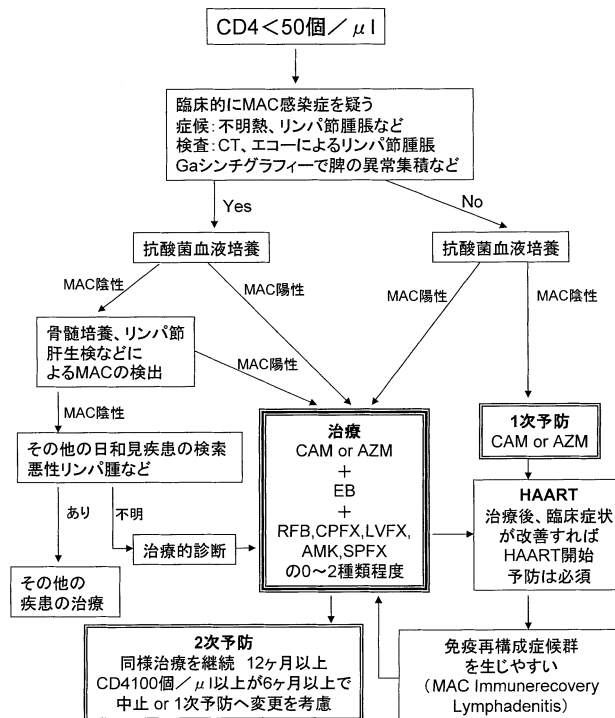 CD4＜50個／μl
臨床的にMAC感染症を疑う
症候：不明熱、リンパ節腫脹など
検査：CT、エコーによるリンパ節腫脹
Gaシンチグラフィーで脾の異常集積など
Yes
No
抗酸菌血液培養
抗酸菌血液培養
MAC陰性
MAC陽性
MAC陽性
MAC陰性
骨髄培養、リンパ節
肝生検などに
よるMACの検出
MAC陽性
MAC陰性
治療
CAM or AZM
＋
EB
＋
RFB,CPFX,LVFX,
AMK,SPFX
の0～2種類程度
1次予防
CAM or AZM
その他の日和見疾患の検索
悪性リンパ腫など
あり
不明
治療的診断
HAART
治療後、臨床症状
が改善すれば
HAART開始
予防は必須
その他の
疾患の治療
2次予防
同様治療を継続 12ヶ月以上
CD4100個／μl以上が6ヶ月以上で
中止 or 1次予防へ変更を考慮
免疫再構成症候群
を生じやすい
（MAC Immunerecovery
Lymphadenitis）